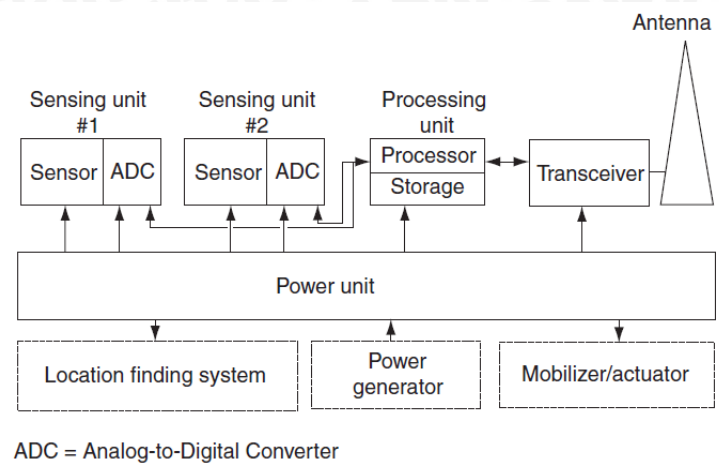 Antenna
Sensing unit
#1
Sensing unit
#2
Processing
unit
Sensor
ADC
Sensor
ADC
Processor
Storage
Transceiver
Power unit
Location finding system
Power
generator
Mobilizer/actuator
ADC = Analog-to-Digital Converter